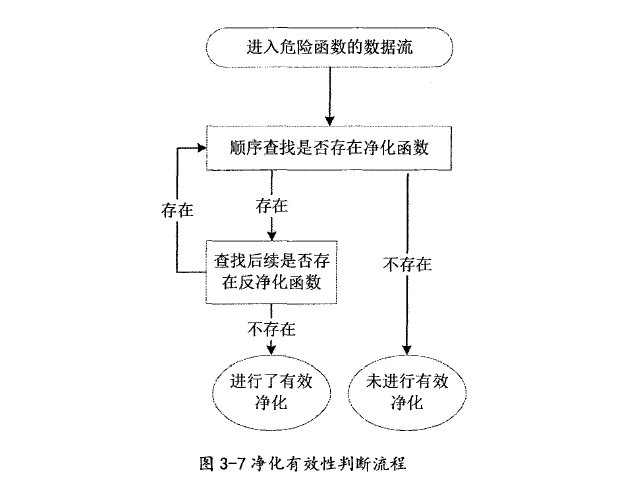 进入危险函数的数据流
顺序查找是否存在净化函数
存在
存在
查找后续是否存
在反净化函数
不存在
不存在
进行了有效
净化
未进行有效
净化
图 3-7 净化有效性判断流程